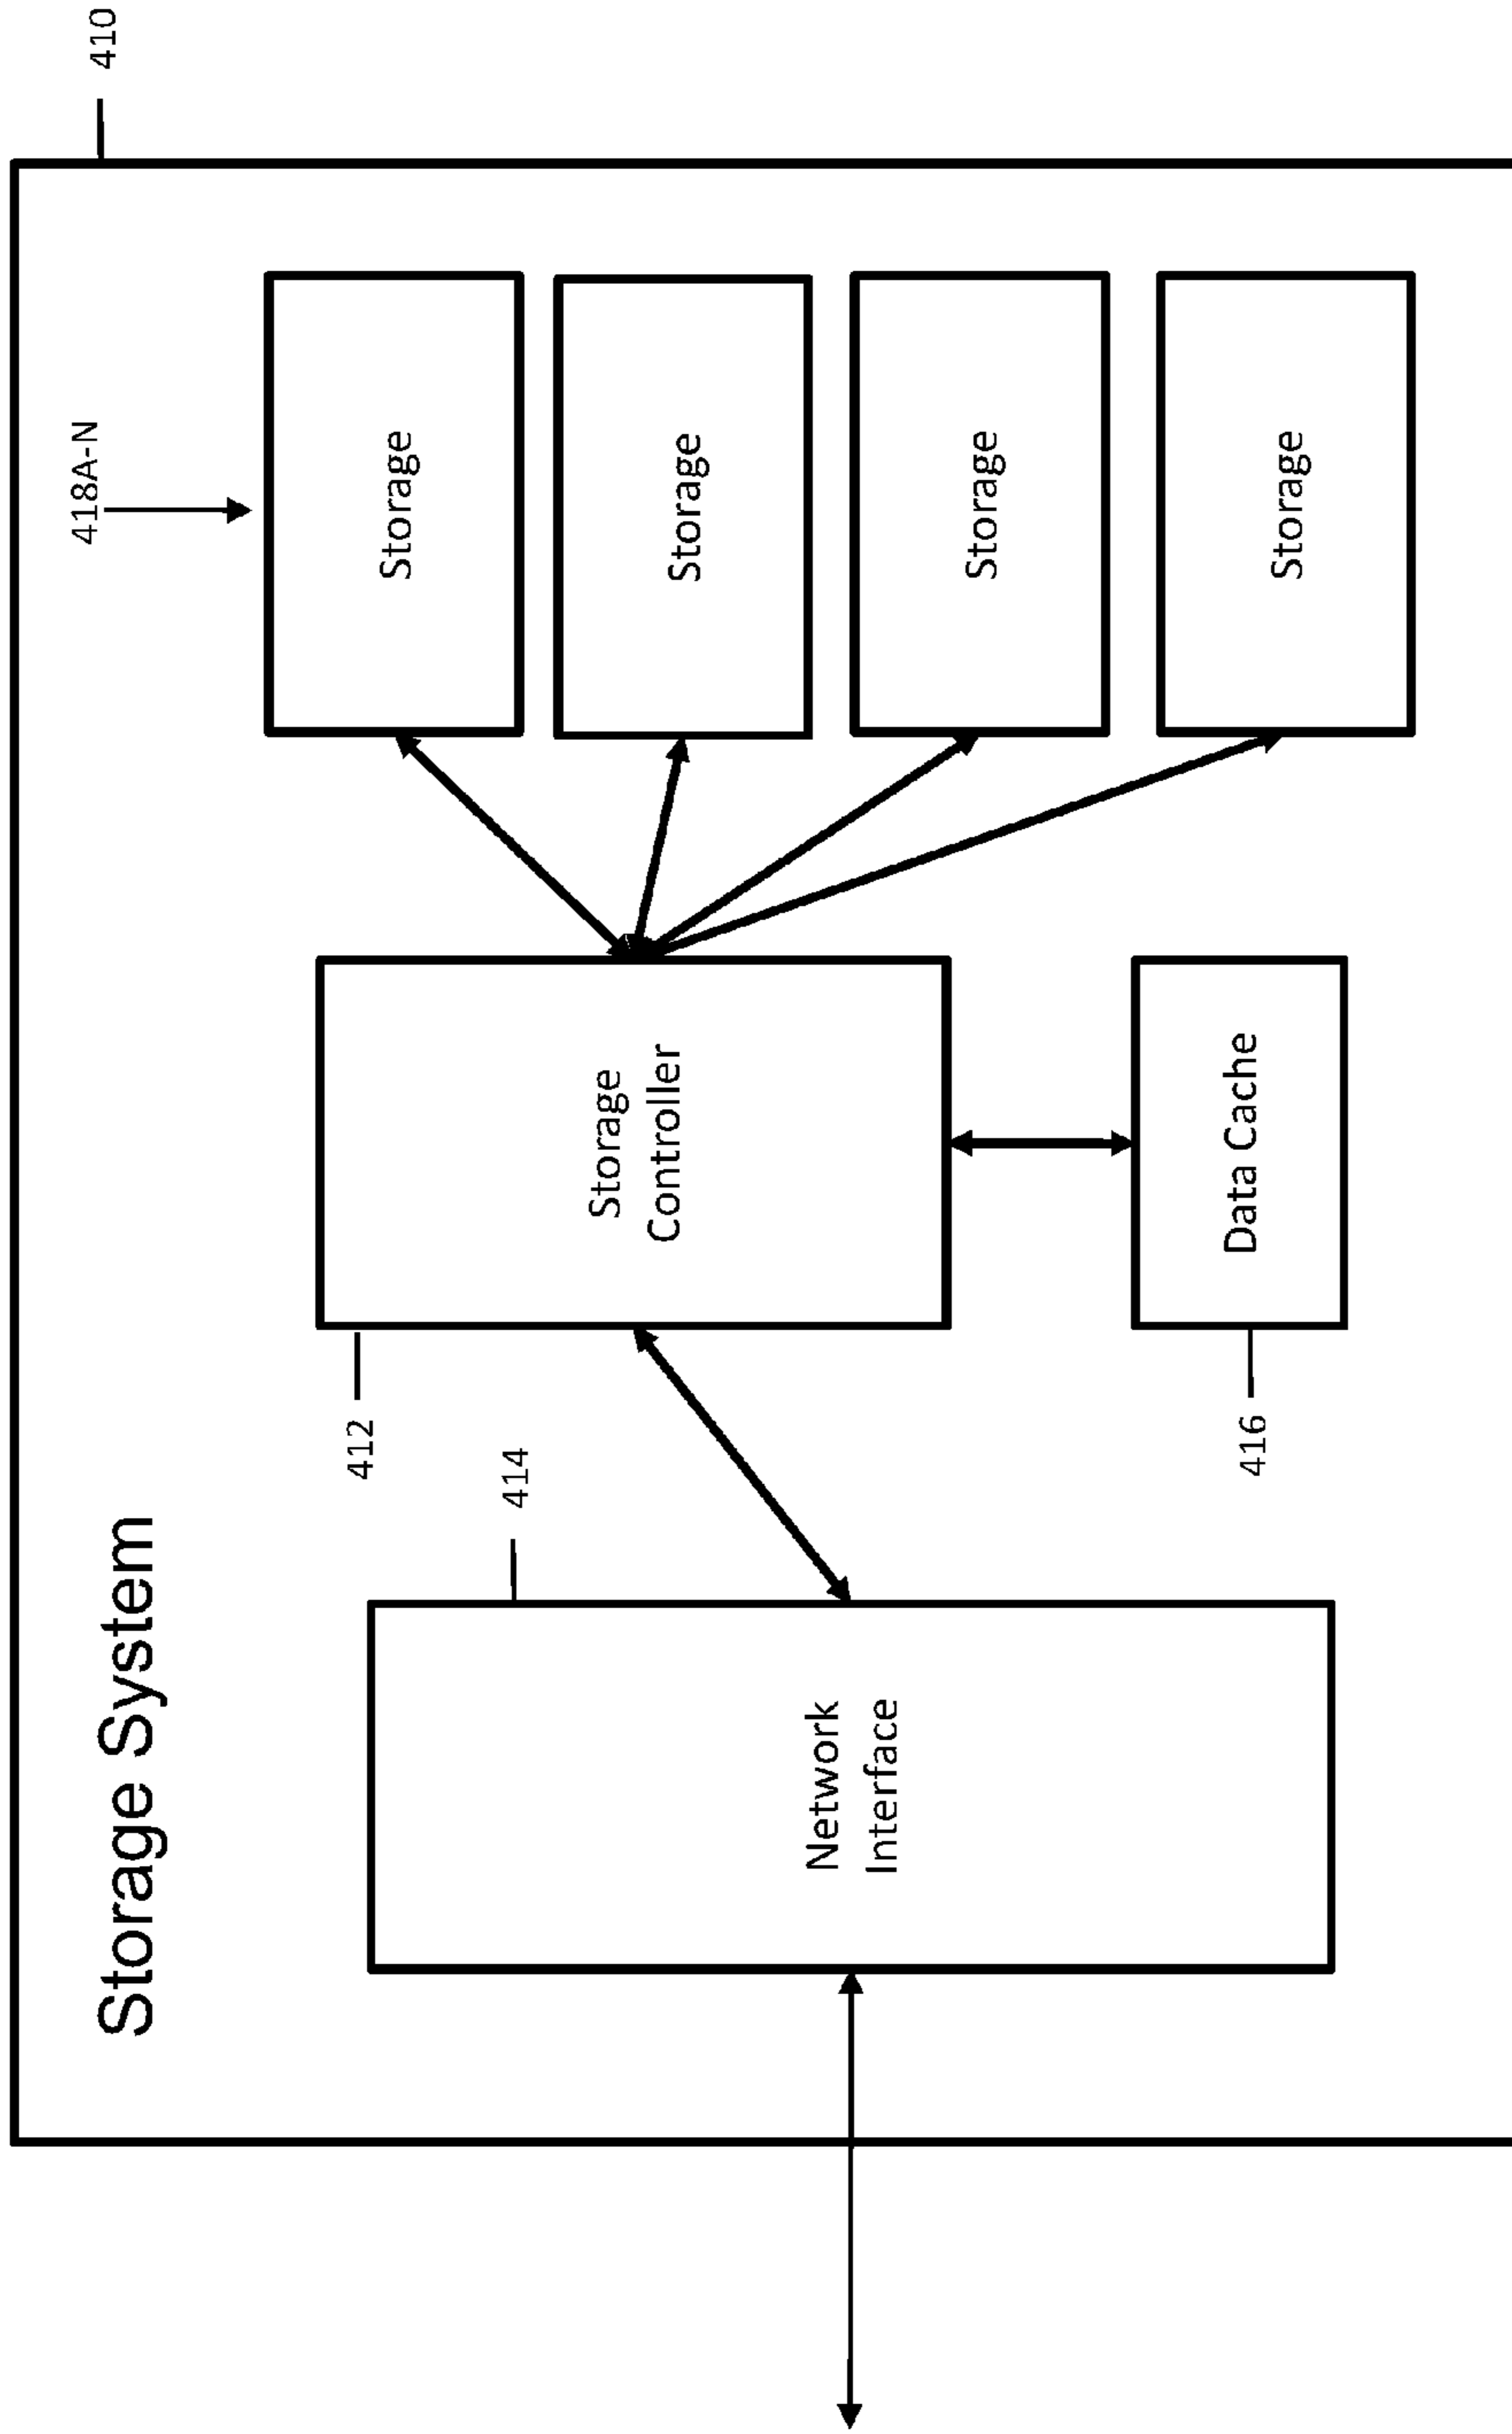 Storage System
410
418A-N
412
414
Network
Interface
Storage
Controller
416
Data Cache
Storage
Storage
Storage
Storage